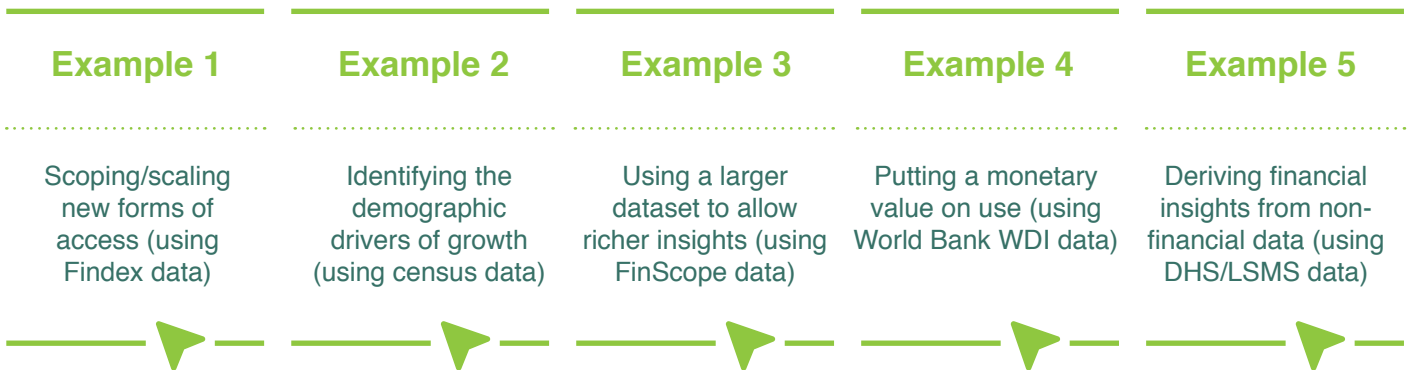 Example 1
Scoping/scaling
new forms of
access (using
Findex data)
Example 2
Identifying the
demographic
drivers of growth
(using census data)
Example 3
Using a larger
dataset to allow
richer insights (using
FinScope data)
Example 4
Putting a monetary
value on use (using
World Bank WDI data)
Example 5
Deriving financial
insights from non-
financial data (using
DHS/LSMS data)